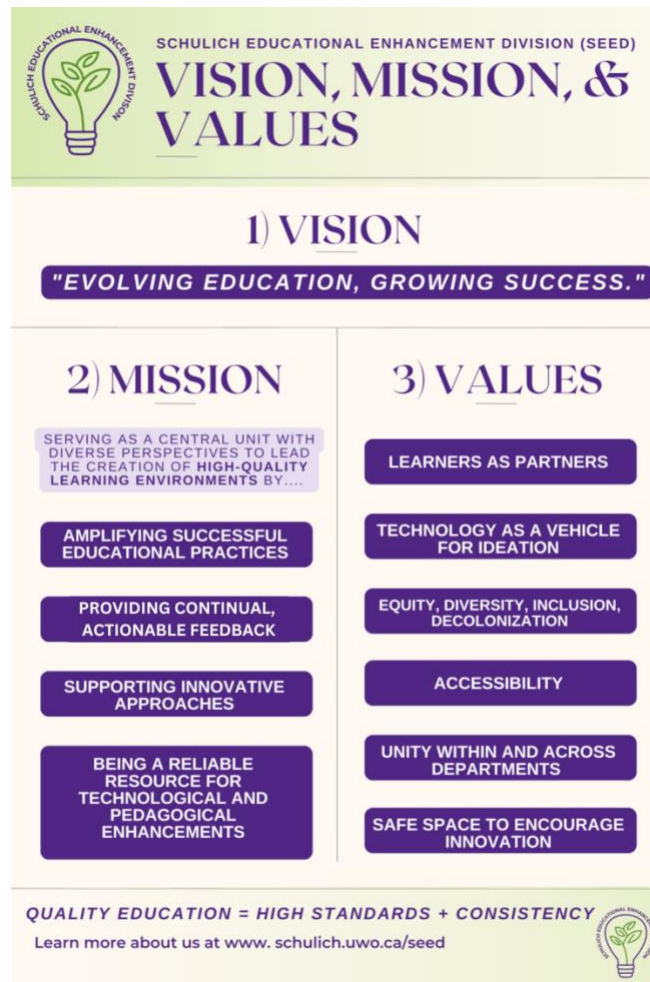 SCHULICH EDUCATIONAL ENHANCEMENT DIVISON
SCHULICH EDUCATIONAL ENHANCEMENT DIVISION (SEED)
VISION, MISSION, &
VALUES
1) VISION
"EVOLVING EDUCATION, GROWING SUCCESS."
2) MISSION
SERVING AS A CENTRAL UNIT WITH
DIVERSE PERSPECTIVES TO LEAD
THE CREATION OF HIGH-QUALITY
LEARNING ENVIRONMENTS BY....
AMPLIFYING SUCCESSFUL
EDUCATIONAL PRACTICES
PROVIDING CONTINUAL,
ACTIONABLE FEEDBACK
SUPPORTING INNOVATIVE
APPROACHES
BEING A RELIABLE
RESOURCE FOR
TECHNOLOGICAL AND
PEDAGOGICAL
ENHANCEMENTS
3) VALUES
LEARNERS AS PARTNERS
TECHNOLOGY AS A VEHICLE
FOR IDEATION
EQUITY, DIVERSITY, INCLUSION,
DECOLONIZATION
ACCESSIBILITY
UNITY WITHIN AND ACROSS
DEPARTMENTS
SAFE SPACE TO ENCOURAGE
INNOVATION
QUALITY EDUCATION = HIGH STANDARDS + CONSISTENCY
Learn more about us at www. schulich.uwo.ca/seed